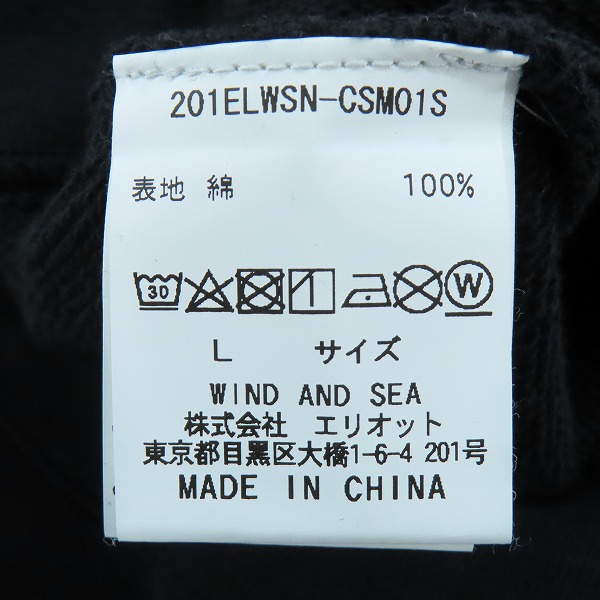 201ELWSN-CSM01S
表地 綿 100%
30 W
L サイズ
WIND AND SEA
株式会社 エリオット
東京都目黒区大橋1-6-4 201号
MADE IN CHINA